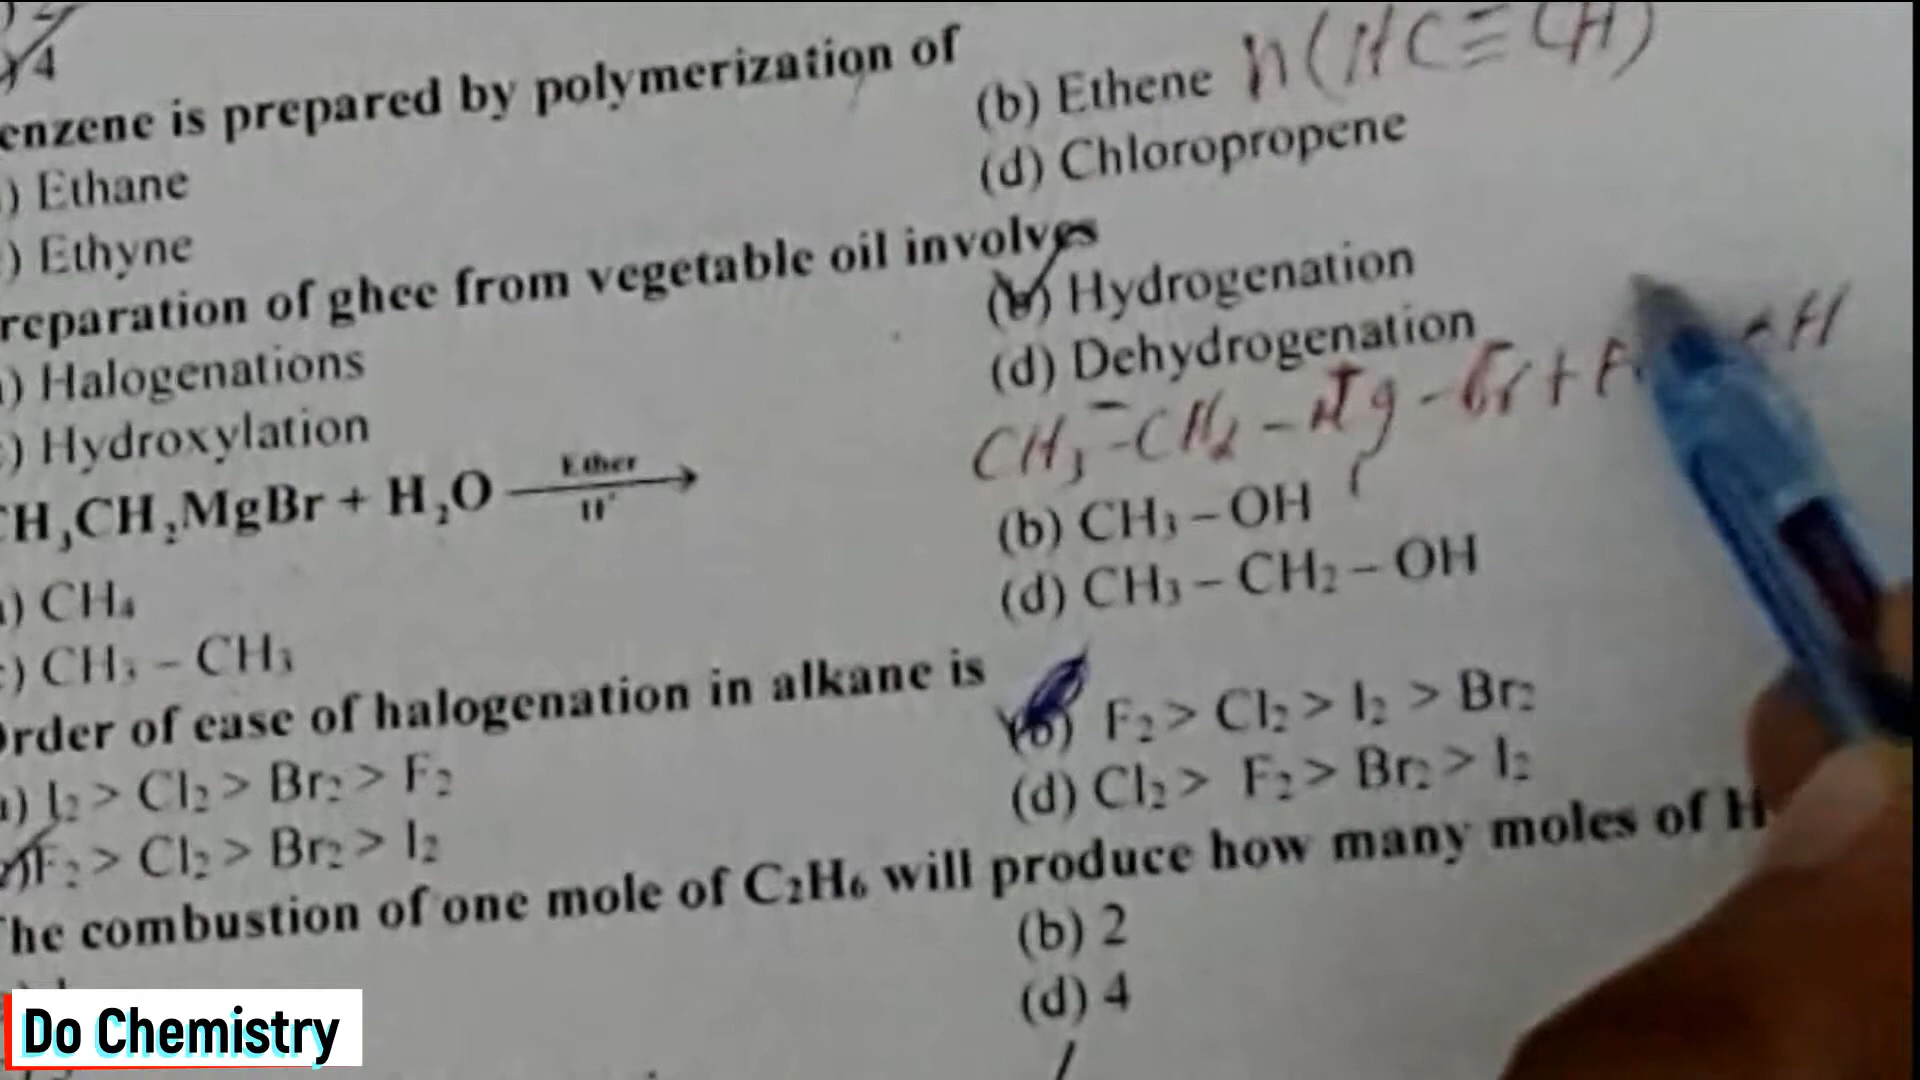 4
enzene is prepared by polymerization of
(b) Ethene n(HC≡CH)
) Ethane
(d) Chloropropene
) Ethyne
reparation of ghee from vegetable oil involves
(b) Hydrogenation
) Halogenations
(d) Dehydrogenation
) Hydroxylation
CH₃-CH₂-Mg-Br+H -H
CH₃CH₂MgBr + H₂O Ether H⁺ →
(b) CH₃ – OH
) CH₄
(d) CH₃ – CH₂ – OH
) CH₃ – CH₃
Order of ease of halogenation in alkane is
(b) F₂ > Cl₂ > I₂ > Br₂
) I₂ > Cl₂ > Br₂ > F₂
(d) Cl₂ > F₂ > Br₂ > I₂
) F₂ > Cl₂ > Br₂ > I₂
The combustion of one mole of C₂H₆ will produce how many moles of H
(b) 2
(d) 4
Do Chemistry